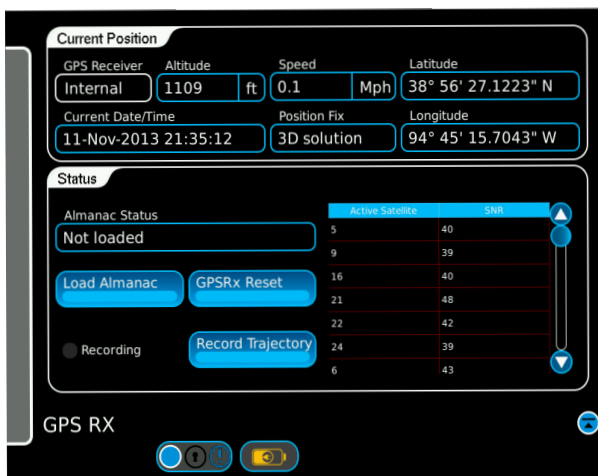 Current Position
GPS Receiver Altitude Speed Latitude
Internal 1109 ft 0.1 Mph 38° 56' 27.1223" N
Current Date/Time Position Fix Longitude
11-Nov-2013 21:35:12 3D solution 94° 45' 15.7043" W
Status
Almanac Status
Not loaded
Load Almanac GPSRx Reset
Recording Record Trajectory
Active Satellite SNR
5 40
9 39
16 40
21 48
22 42
24 39
6 43
GPS RX